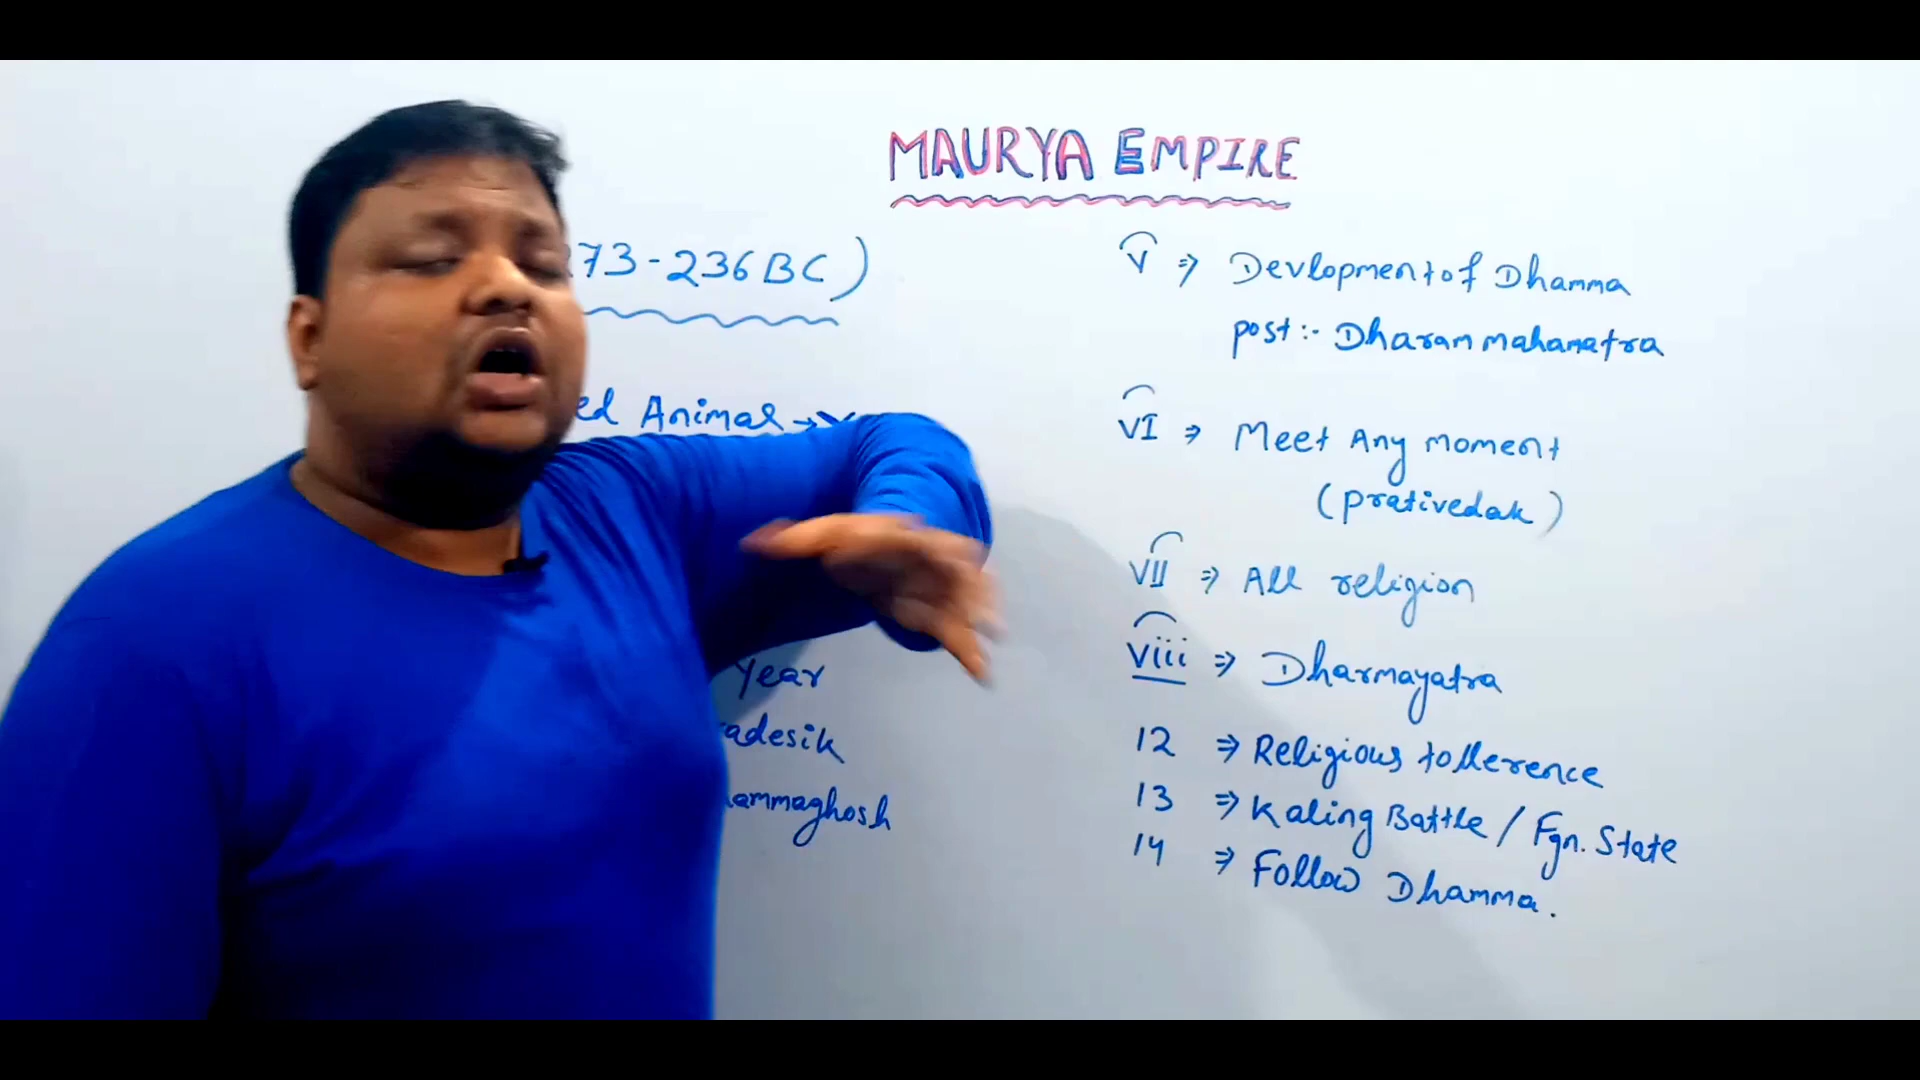 MAURYA EMPIRE
273-236 BC)
ed Animal →
Year
adesik
ammaghosh
V ⇒ Devlopment of Dhamma
post :- Dharam mahamatra
VI ⇒ Meet Any moment
(prativedak)
VII ⇒ All religion
viii ⇒ Dharmayatra
12 ⇒ Religious tollerence
13 ⇒ Kaling Battle / Fgn. State
14 ⇒ Follow Dhamma.